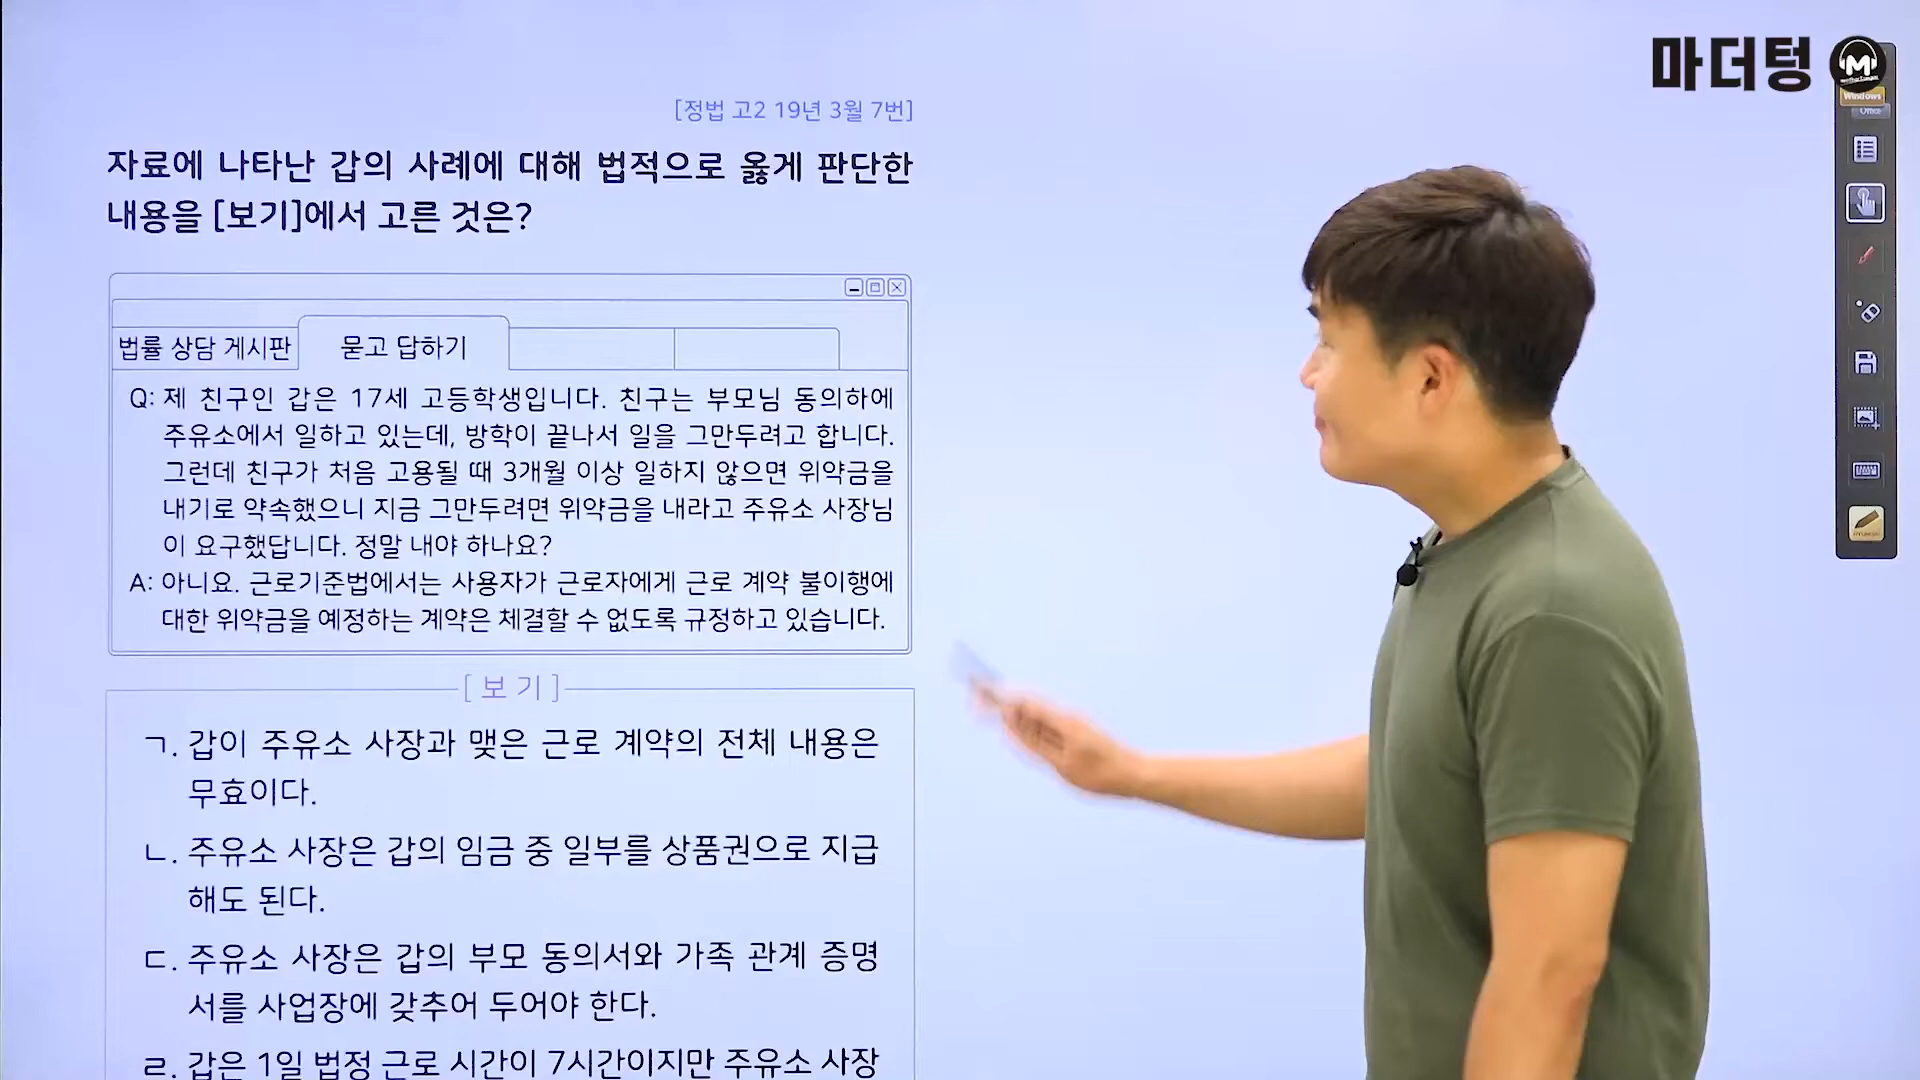 마더텅
M
Windows
[정법 고2 19년 3월 7번]
자료에 나타난 갑의 사례에 대해 법적으로 옳게 판단한
내용을 [보기]에서 고른 것은?
법률 상담 게시판
묻고 답하기
Q: 제 친구인 갑은 17세 고등학생입니다. 친구는 부모님 동의하에
주유소에서 일하고 있는데, 방학이 끝나서 일을 그만두려고 합니다.
그런데 친구가 처음 고용될 때 3개월 이상 일하지 않으면 위약금을
내기로 약속했으니 지금 그만두려면 위약금을 내라고 주유소 사장님
이 요구했답니다. 정말 내야 하나요?
A: 아니요. 근로기준법에서는 사용자가 근로자에게 근로 계약 불이행에
대한 위약금을 예정하는 계약은 체결할 수 없도록 규정하고 있습니다.
[ 보 기 ]
ㄱ. 갑이 주유소 사장과 맺은 근로 계약의 전체 내용은
무효이다.
ㄴ. 주유소 사장은 갑의 임금 중 일부를 상품권으로 지급
해도 된다.
ㄷ. 주유소 사장은 갑의 부모 동의서와 가족 관계 증명
서를 사업장에 갖추어 두어야 한다.
ㄹ. 갑은 1일 법정 근로 시간이 7시간이지만 주유소 사장